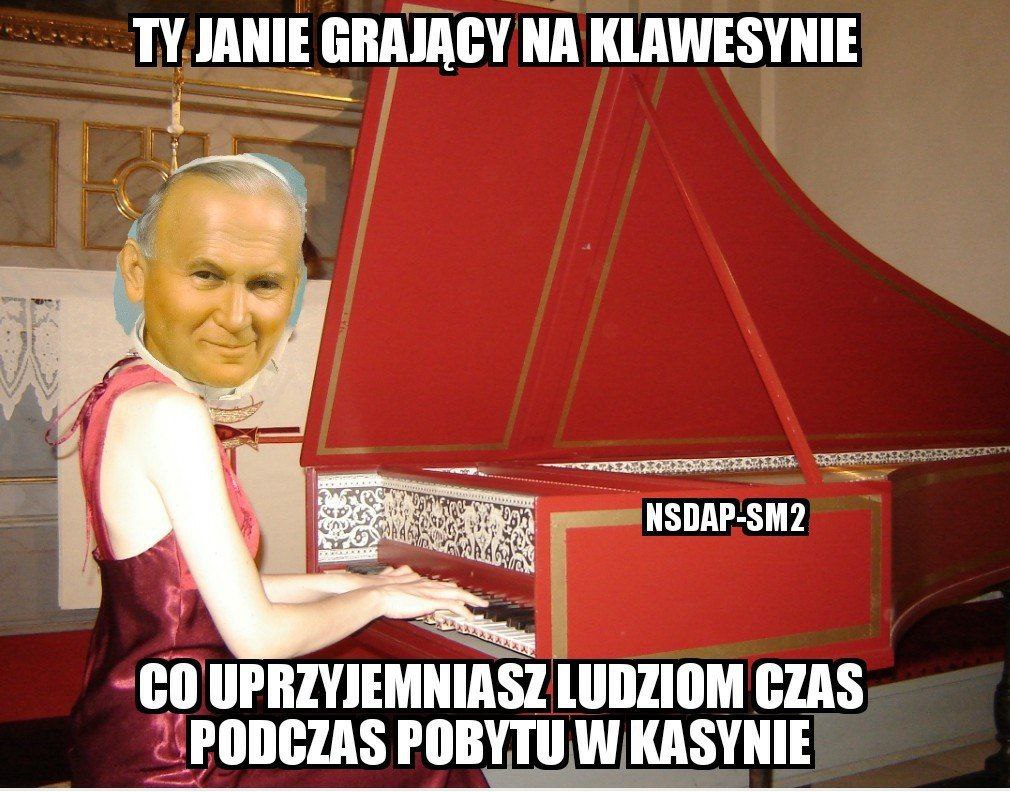 TY JANIE GRAJĄCY NA KLAWESYNIE
NSDAP-SM2
CO UPRZYJEMNIASZ LUDZIOM CZAS
PODCZAS POBYTU W KASYNIE